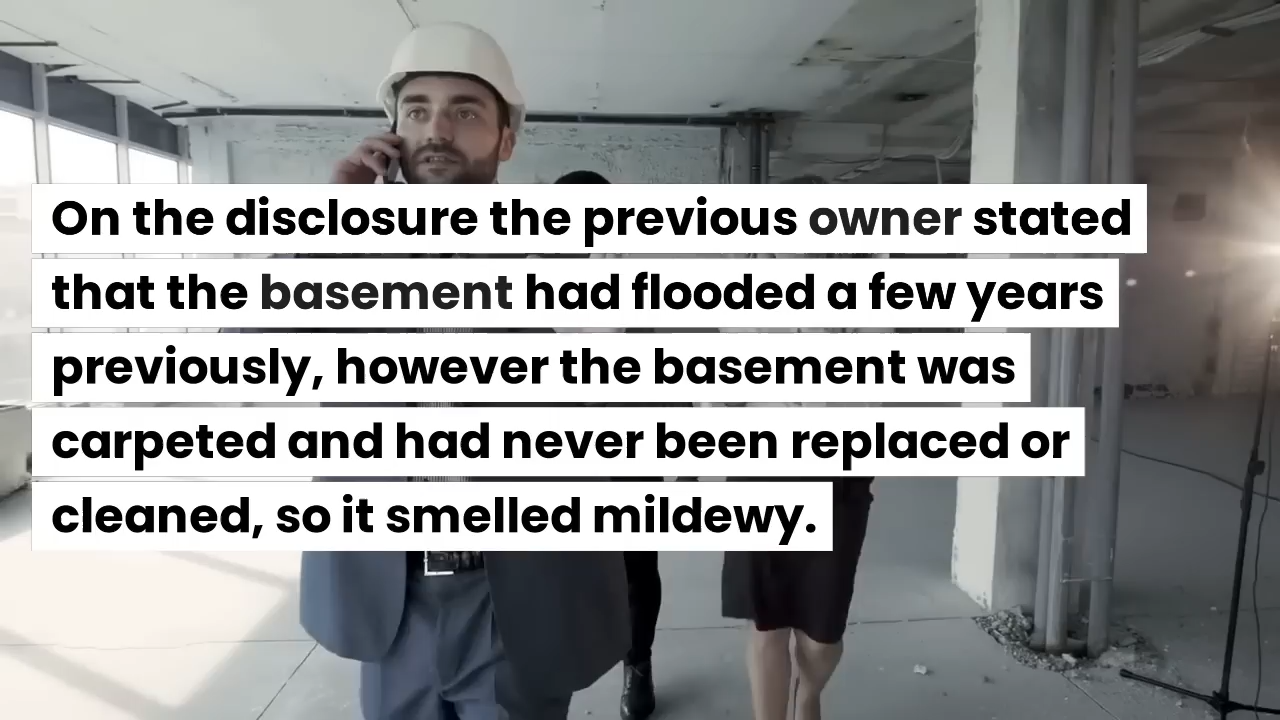 On the disclosure the previous owner stated
that the basement had flooded a few years
previously, however the basement was
carpeted and had never been replaced or
cleaned, so it smelled mildewy.